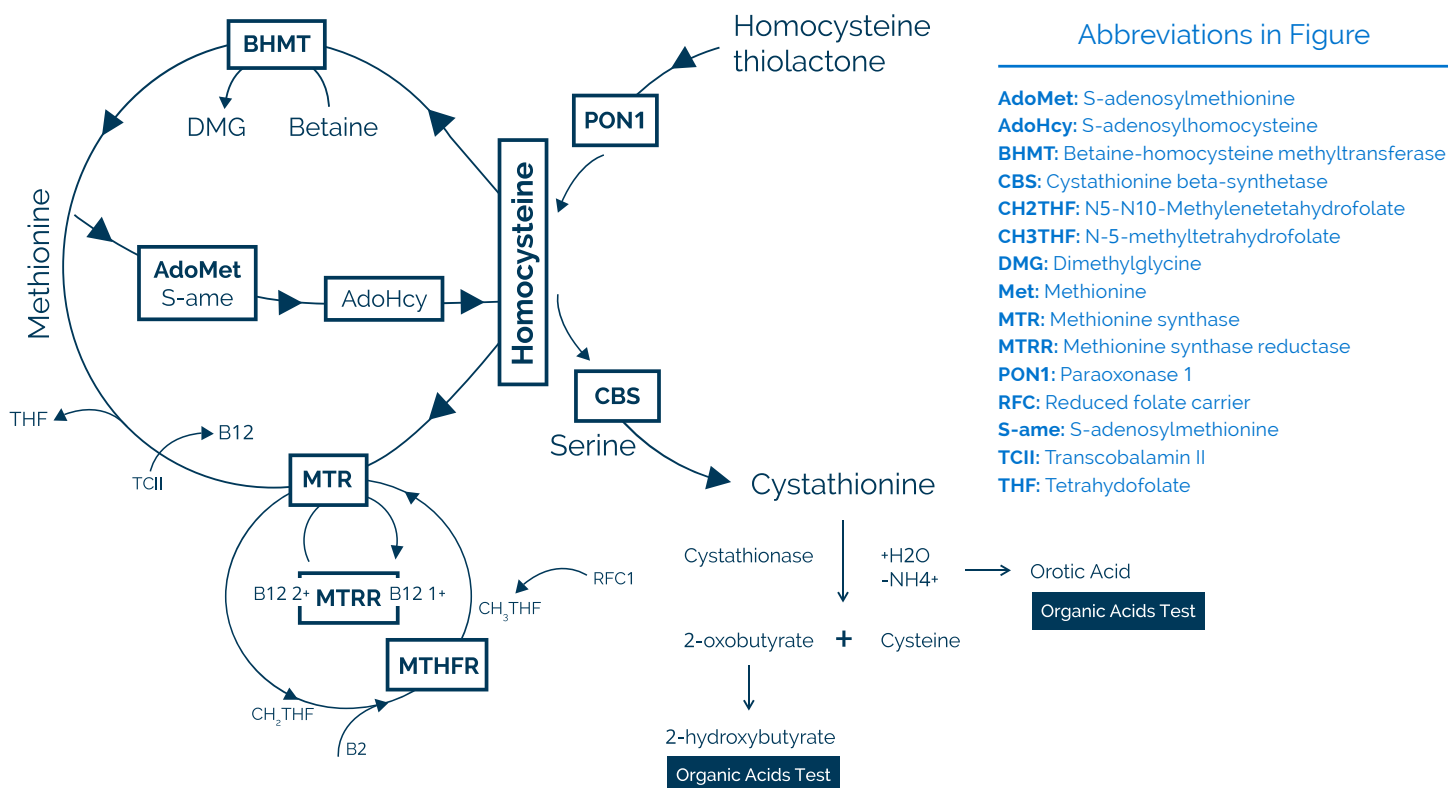 BHMT
DMG
Betaine
Homocysteine
thiolactone
PON1
Homocysteine
Methionine
AdoMet
S-ame
AdoHcy
CBS
Serine
THF
B12
TCII
MTR
Cystathionine
B12 2+
MTRR
B12 1+
CH₃THF
RFC1
MTHFR
CH₂THF
B2
Cystathionase
+H2O
-NH4+
Orotic Acid
Organic Acids Test
2-oxobutyrate
+
Cysteine
2-hydroxybutyrate
Organic Acids Test
Abbreviations in Figure
AdoMet: S-adenosylmethionine
AdoHcy: S-adenosylhomocysteine
BHMT: Betaine-homocysteine methyltransferase
CBS: Cystathionine beta-synthetase
CH2THF: N5-N10-Methylenetetahydrofolate
CH3THF: N-5-methyltetrahydrofolate
DMG: Dimethylglycine
Met: Methionine
MTR: Methionine synthase
MTRR: Methionine synthase reductase
PON1: Paraoxonase 1
RFC: Reduced folate carrier
S-ame: S-adenosylmethionine
TCII: Transcobalamin II
THF: Tetrahydofolate